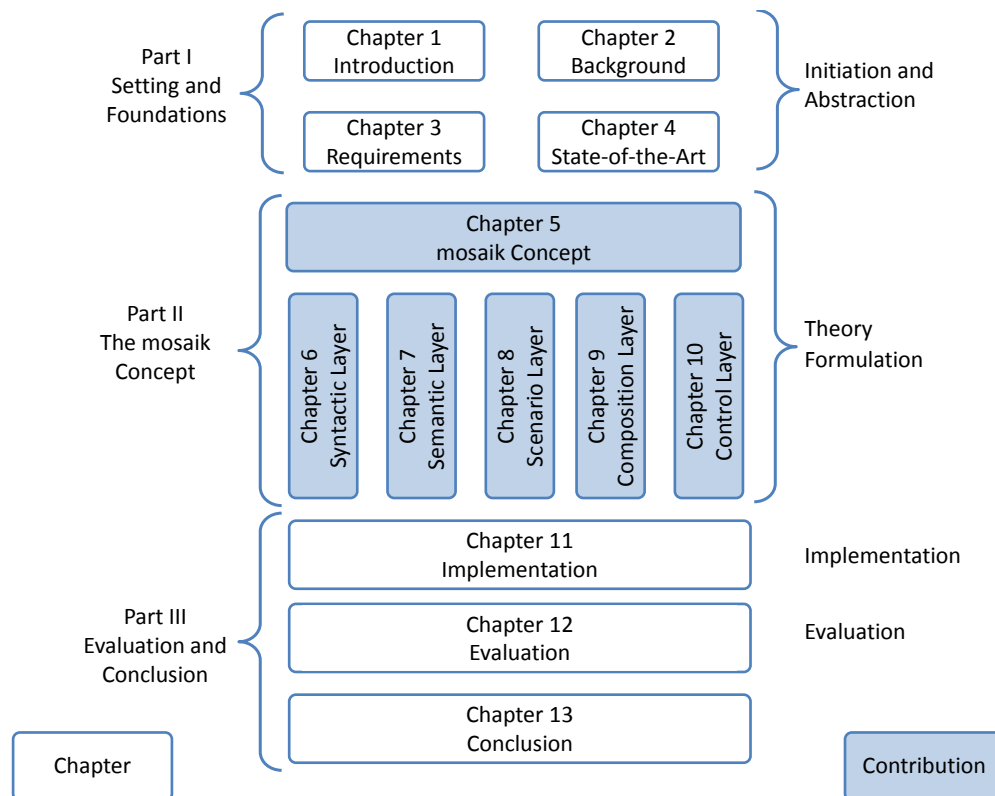 Part I
Setting and
Foundations
Chapter 1
Introduction
Chapter 2
Background
Chapter 3
Requirements
Chapter 4
State-of-the-Art
Initiation and
Abstraction
Part II
The mosaik
Concept
Chapter 5
mosaik Concept
Chapter 6
Syntactic Layer
Chapter 7
Semantic Layer
Chapter 8
Scenario Layer
Chapter 9
Composition Layer
Chapter 10
Control Layer
Theory
Formulation
Part III
Evaluation and
Conclusion
Chapter 11
Implementation
Implementation
Chapter 12
Evaluation
Evaluation
Chapter 13
Conclusion
Chapter
Contribution